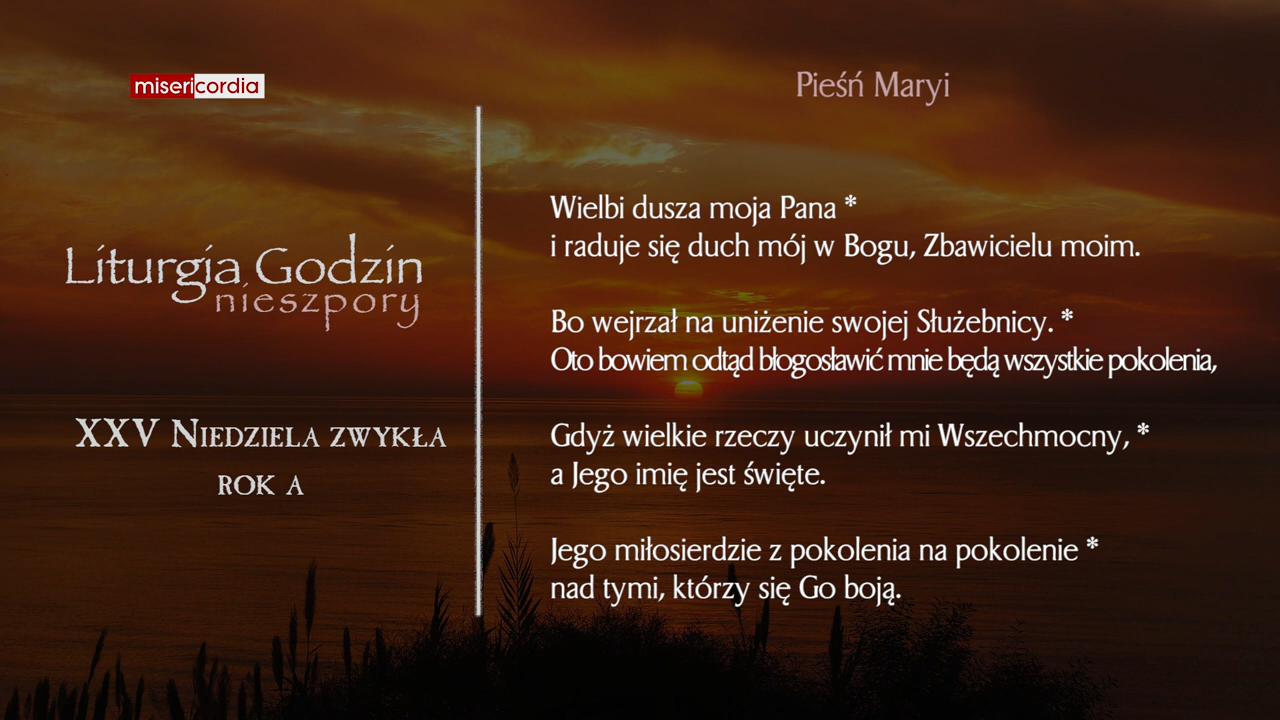 misericordia
Liturgia Godzin
nieszpory
XXV Niedziela zwykła
rok A
Pieśń Maryi
Wielbi dusza moja Pana *
i raduje się duch mój w Bogu, Zbawicielu moim.
Bo wejrzał na uniżenie swojej Służebnicy. *
Oto bowiem odtąd błogosławić mnie będą wszystkie pokolenia,
Gdyż wielkie rzeczy uczynił mi Wszechmocny, *
a Jego imię jest święte.
Jego miłosierdzie z pokolenia na pokolenie *
nad tymi, którzy się Go boją.